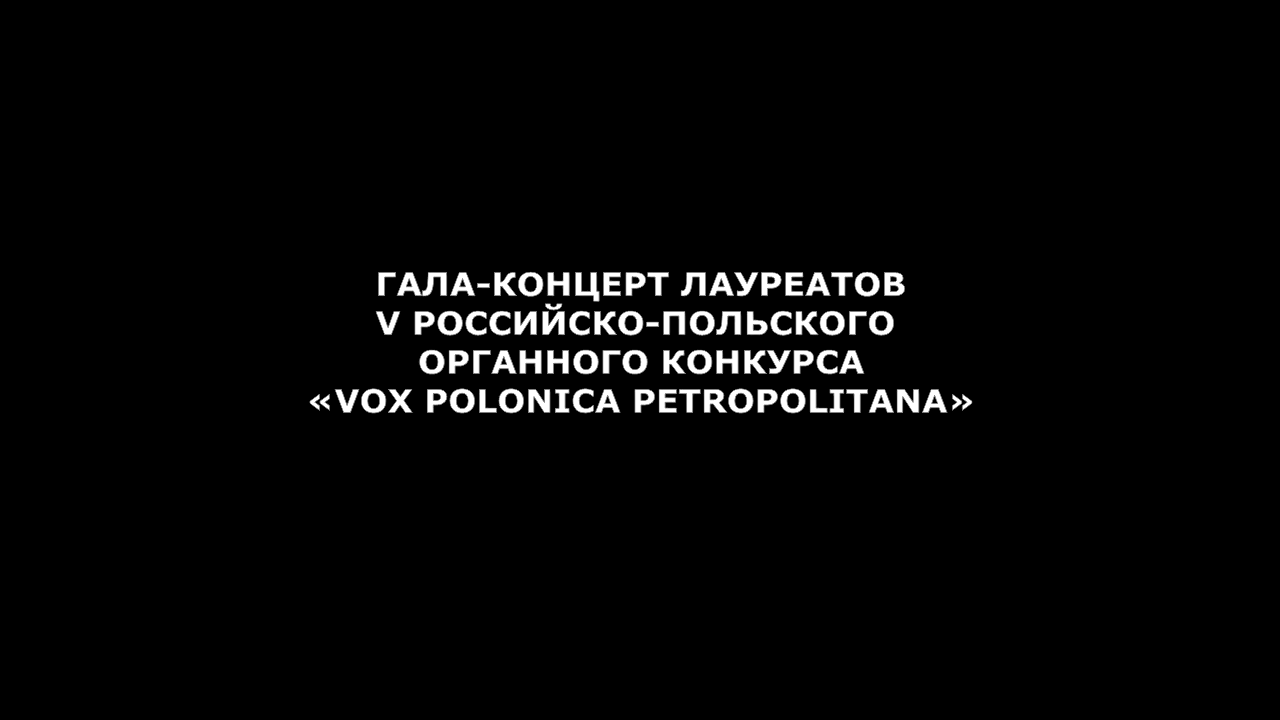 ГАЛА-КОНЦЕРТ ЛАУРЕАТОВ
V РОССИЙСКО-ПОЛЬСКОГО
ОРГАННОГО КОНКУРСА
«VOX POLONICA PETROPOLITANA»